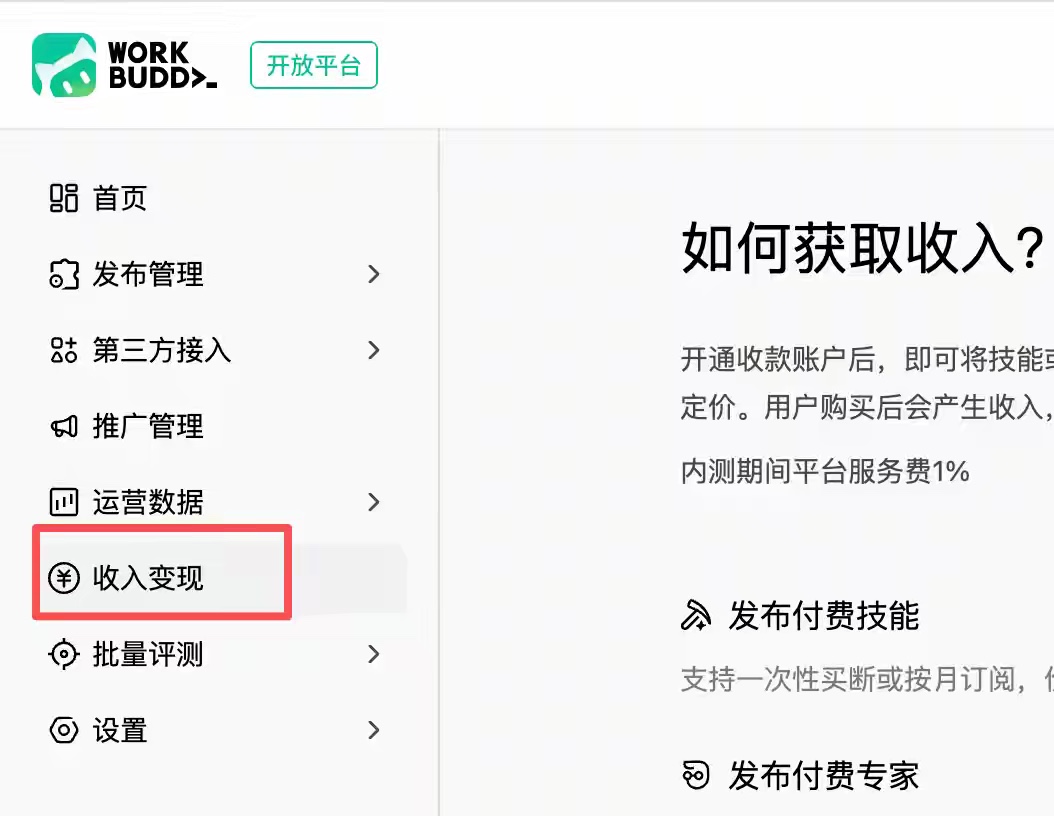 WORK
BUDD>_
开放平台
首页
发布管理
第三方接入
推广管理
运营数据
收入变现
批量评测
设置
如何获取收入?
开通收款账户后，即可将技能
定价。用户购买后会产生收入，
内测期间平台服务费1%
发布付费技能
支持一次性买断或按月订阅，
发布付费专家